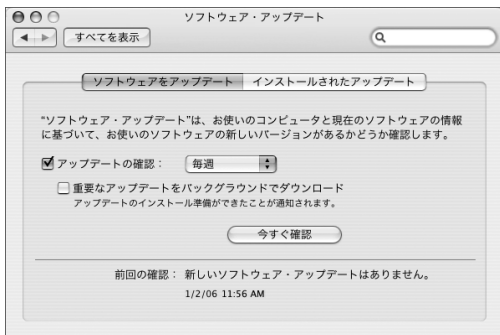 ソフトウェア・アップデート
すべてを表示
ソフトウェアをアップデート インストールされたアップデート
"ソフトウェア・アップデート"は、お使いのコンピュータと現在のソフトウェアの情報
に基づいて、お使いのソフトウェアの新しいバージョンがあるかどうか確認します。
アップデートの確認： 毎週
重要なアップデートをバックグラウンドでダウンロード
アップデートのインストール準備ができたことが通知されます。
今すぐ確認
前回の確認： 新しいソフトウェア・アップデートはありません。
1/2/06 11:56 AM